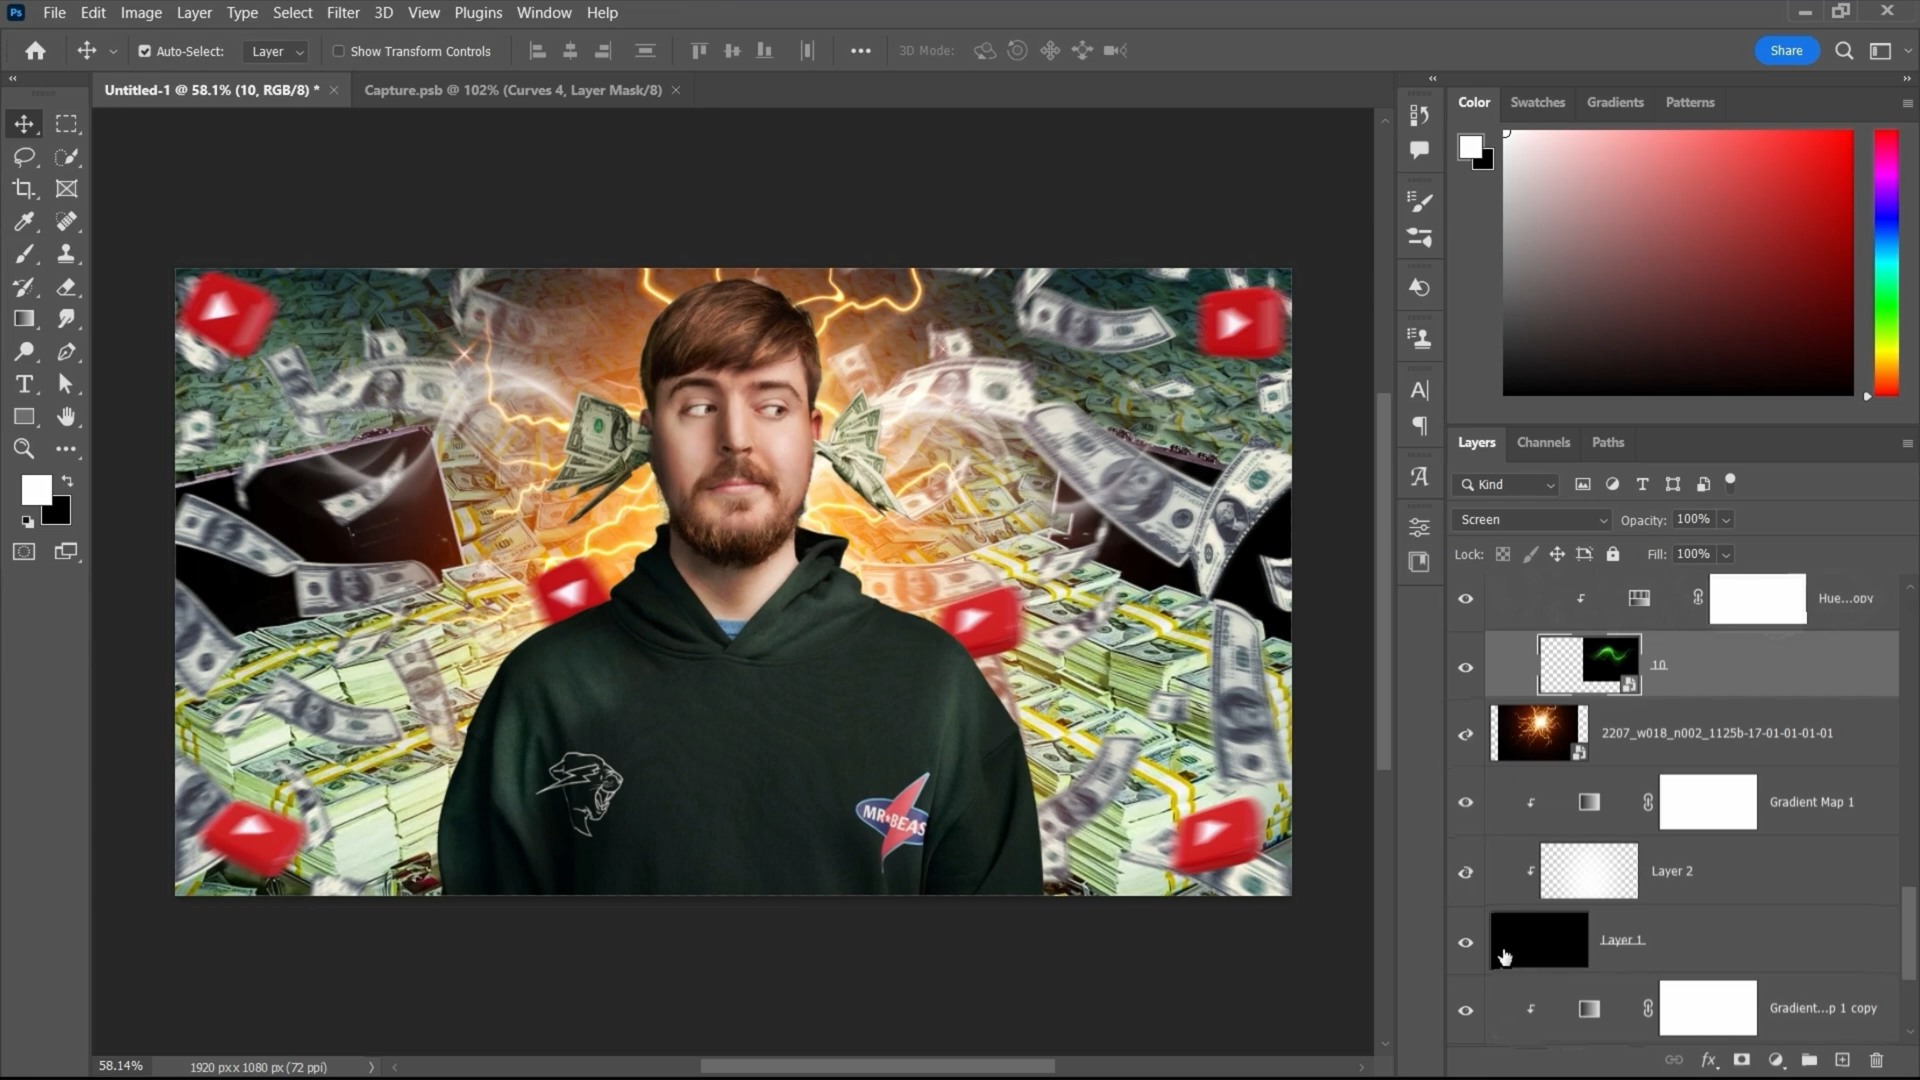 Ps File Edit Image Layer Type Select Filter 3D View Plugins Window Help
Auto-Select: Layer Show Transform Controls 3D Mode: Share
Untitled-1 @ 58.1% (10, RGB/8) * Capture.psb @ 102% (Curves 4, Layer Mask/8)
Color Swatches Gradients Patterns
Layers Channels Paths
Kind
Screen Opacity: 100%
Lock: Fill: 100%
Hue...opy
10
2207_w018_n002_1125b-17-01-01-01-01
Gradient Map 1
Layer 2
Layer 1
Gradient...p 1 copy
MR BEAS
58.14% 1920 px x 1080 px (72 ppi)